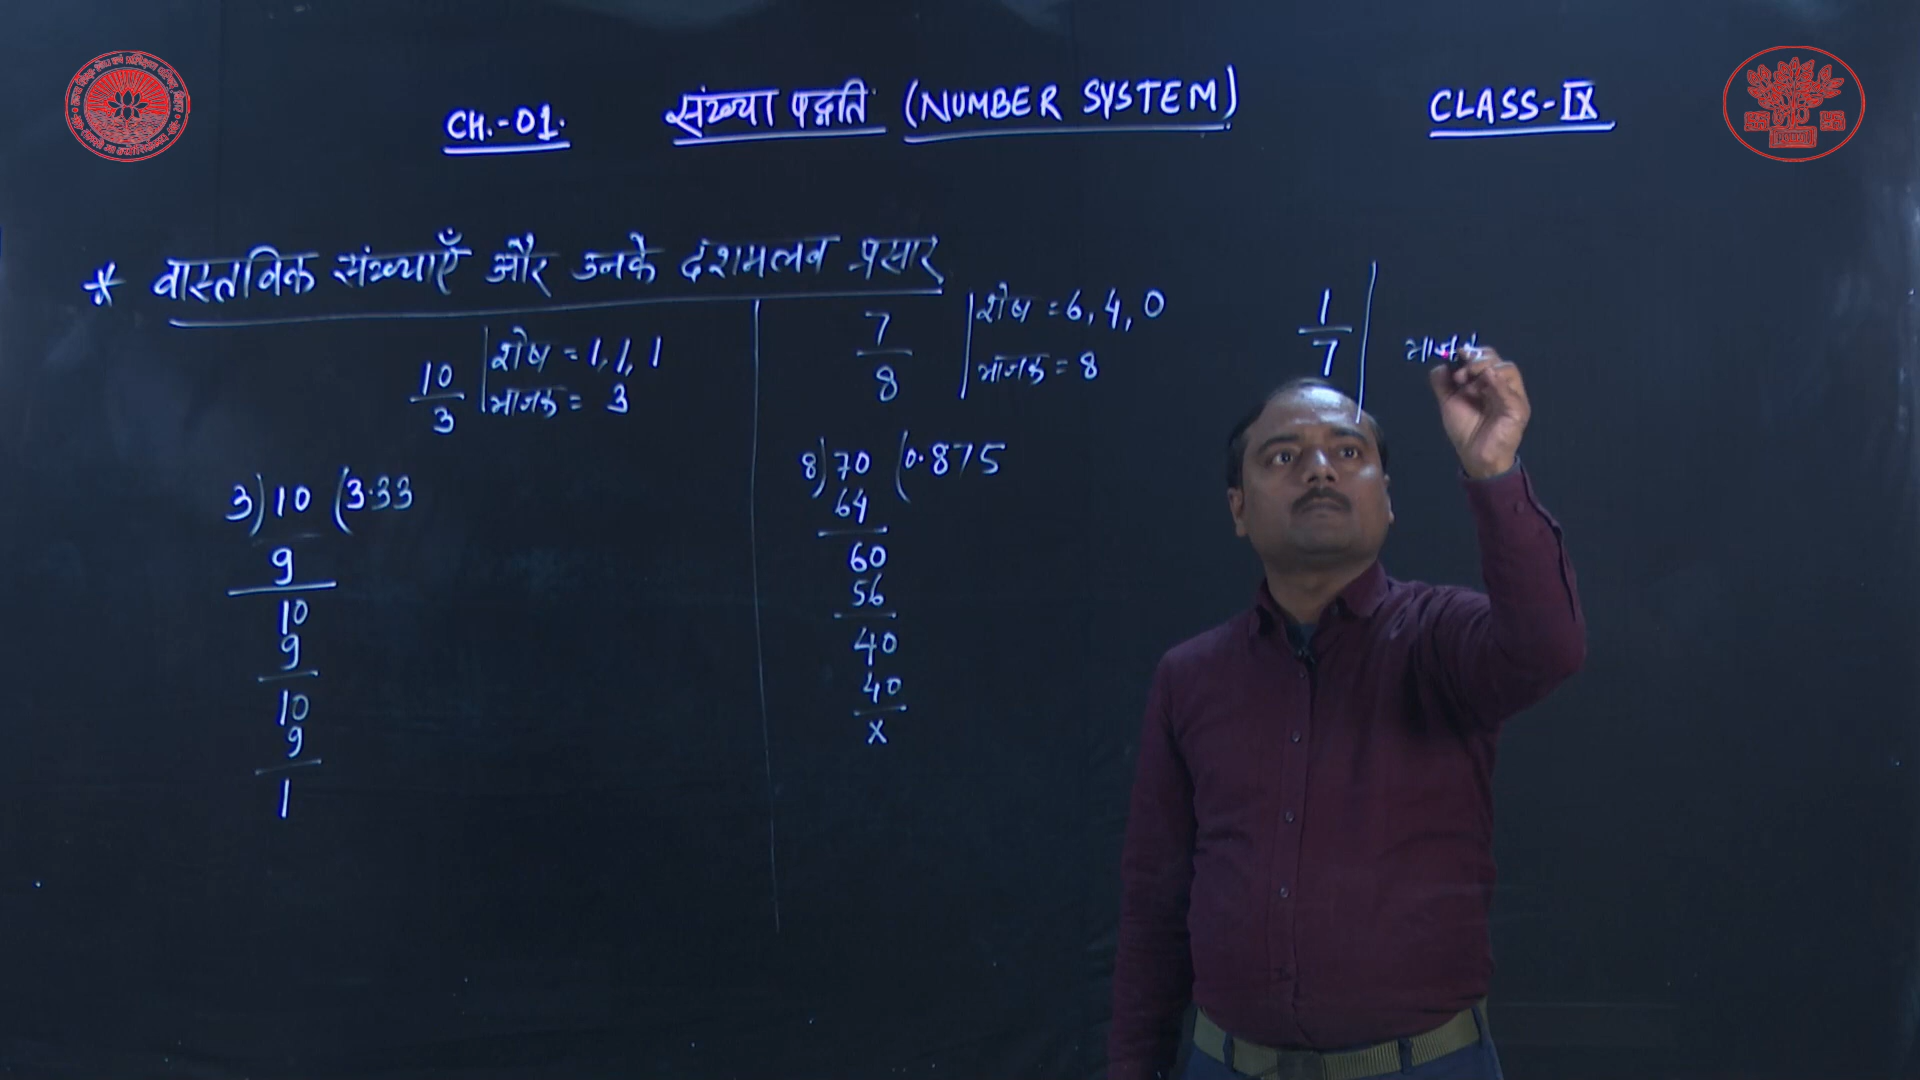 CH.-01.
संख्या पद्धति (NUMBER SYSTEM)
CLASS-IX
* वास्तविक संख्याएँ और उनके दशमलव प्रसार
10
3
शेष = 1, 1, 1
भाजक = 3
3)10(3.33
9
10
9
10
9
1
7
8
शेष = 6, 4, 0
भाजक = 8
8)70(0.875
64
60
56
40
40
x
1
7
भाजक